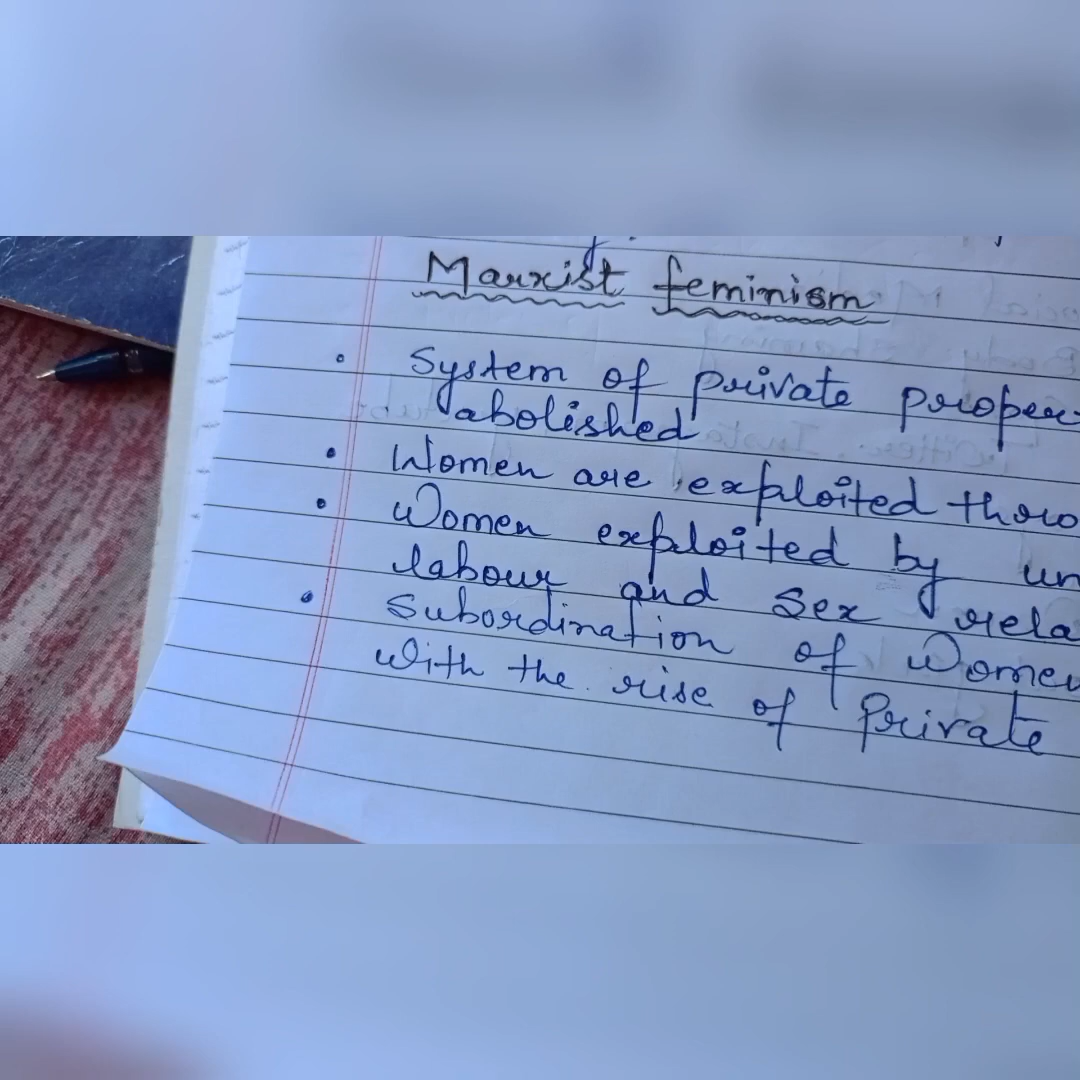 Marxist feminism
• System of private proper-
abolished
• Women are exploited thoro
• Women exploited by un
labour and sex rela
• Subordination of Women
with the rise of Private